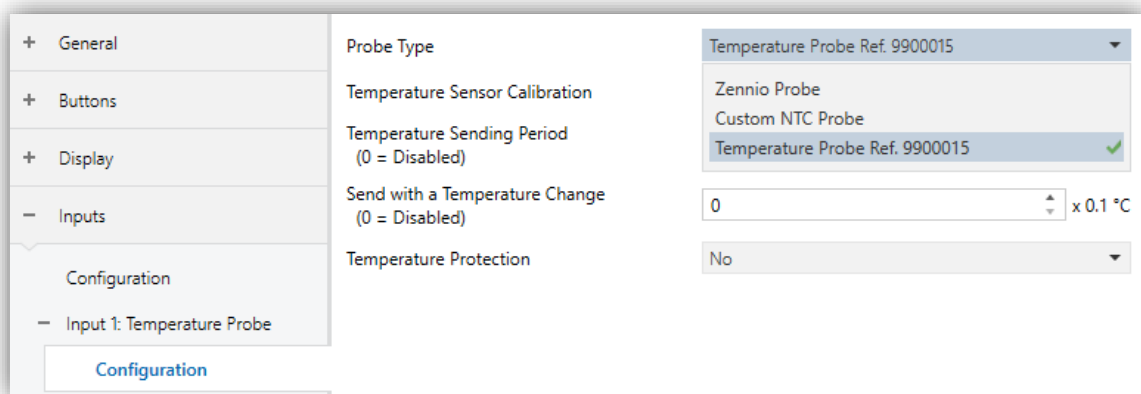 + General
+ Buttons
+ Display
− Inputs
Configuration
− Input 1: Temperature Probe
Configuration
Probe Type
Temperature Probe Ref. 9900015
Zennio Probe
Custom NTC Probe
Temperature Probe Ref. 9900015
Temperature Sensor Calibration
Temperature Sending Period
(0 = Disabled)
Send with a Temperature Change
(0 = Disabled)
0 x 0.1 °C
Temperature Protection
No